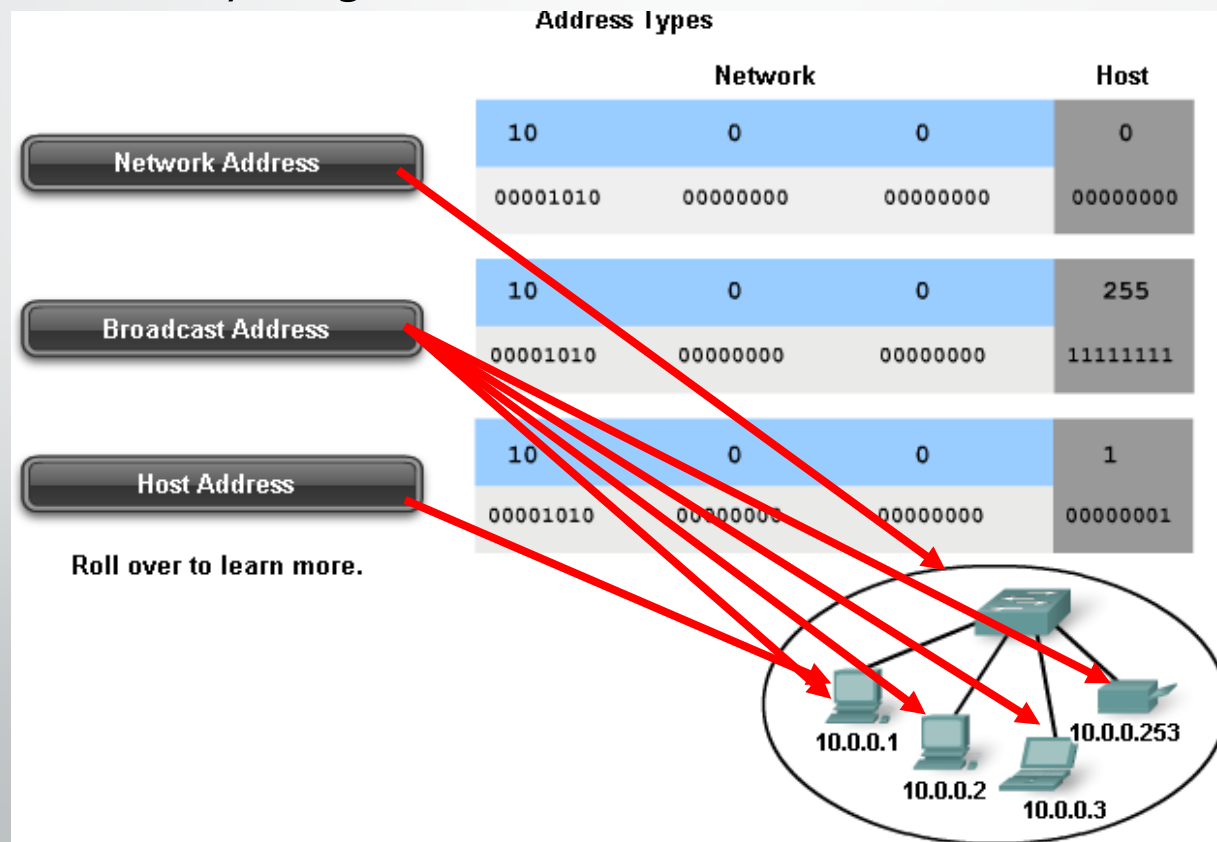 Address Types
Network Host
10 0 0 0
Network Address
00001010 00000000 00000000 00000000
10 0 0 255
Broadcast Address
00001010 00000000 00000000 11111111
10 0 0 1
Host Address
00001010 00000000 00000000 00000001
Roll over to learn more.
10.0.0.1
10.0.0.253
10.0.0.2
10.0.0.3